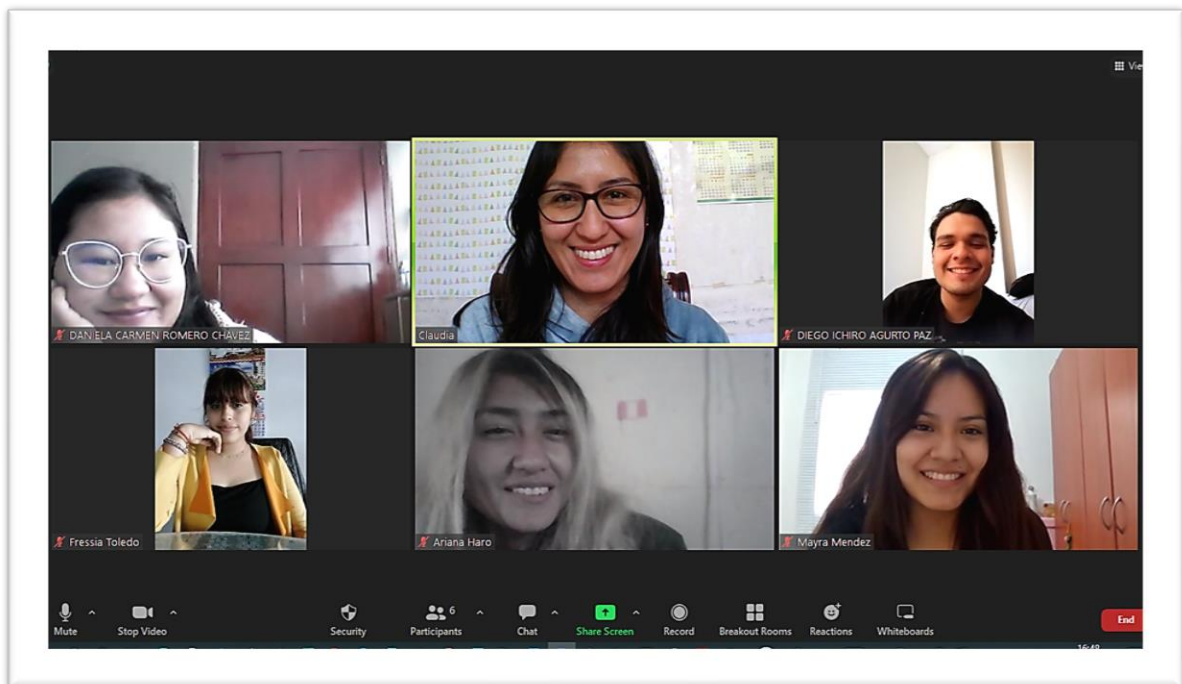 View
DANIELA CARMEN ROMERO CHAVEZ
Claudia
DIEGO ICHIRO AGURTO PAZ
Fressia Toledo
Ariana Haro
Mayra Mendez
6
Mute
Stop Video
Security
Participants
Chat
Share Screen
Record
Breakout Rooms
Reactions
Whiteboards
End